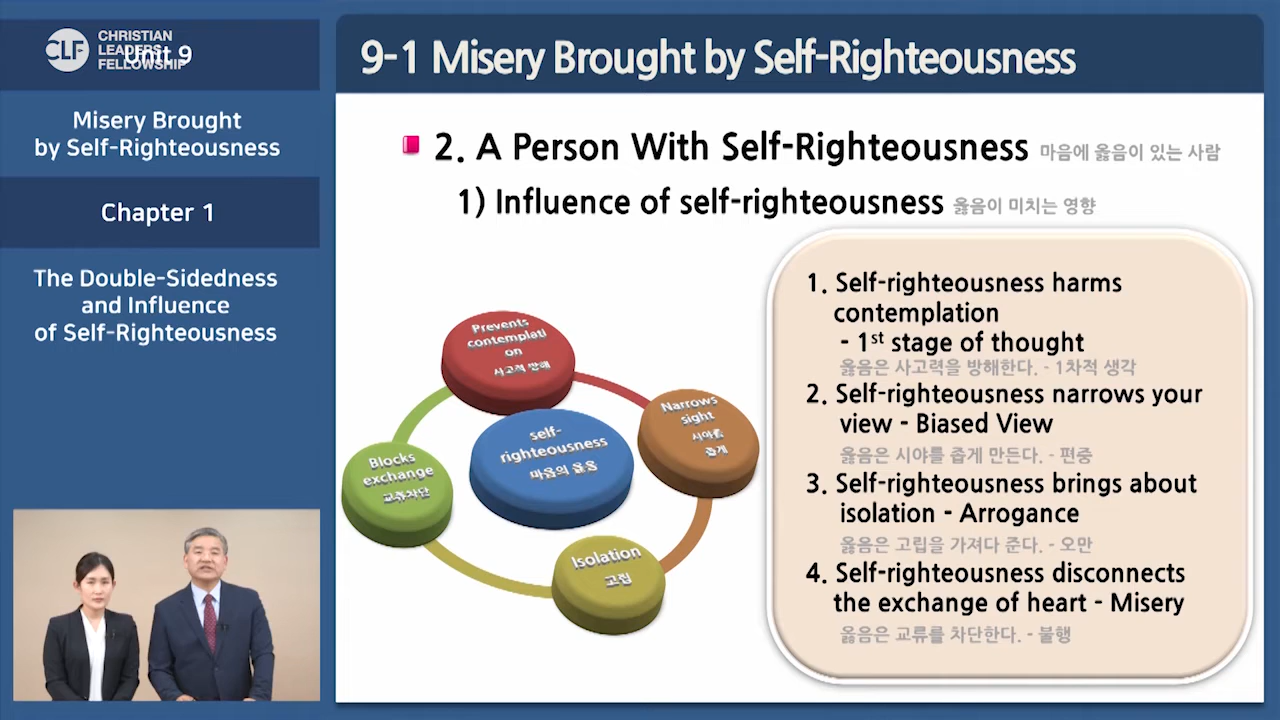 CLF
CHRISTIAN
LEADERS
FELLOWSHIP
Unit 9
Misery Brought
by Self-Righteousness
Chapter 1
The Double-Sidedness
and Influence
of Self-Righteousness
9-1 Misery Brought by Self-Righteousness
2. A Person With Self-Righteousness 마음에 옳음이 있는 사람
1) Influence of self-righteousness 옳음이 미치는 영향
Prevents
contemplati
on
사고력 방해
Narrows
sight
시야를
좁게
self-
righteousness
마음의 옳음
Blocks
exchange
교류차단
Isolation
고립
1. Self-righteousness harms
contemplation
- 1st stage of thought
옳음은 사고력을 방해한다. - 1차적 생각
2. Self-righteousness narrows your
view - Biased View
옳음은 시야를 좁게 만든다. - 편중
3. Self-righteousness brings about
isolation - Arrogance
옳음은 고립을 가져다 준다. - 오만
4. Self-righteousness disconnects
the exchange of heart - Misery
옳음은 교류를 차단한다. - 불행